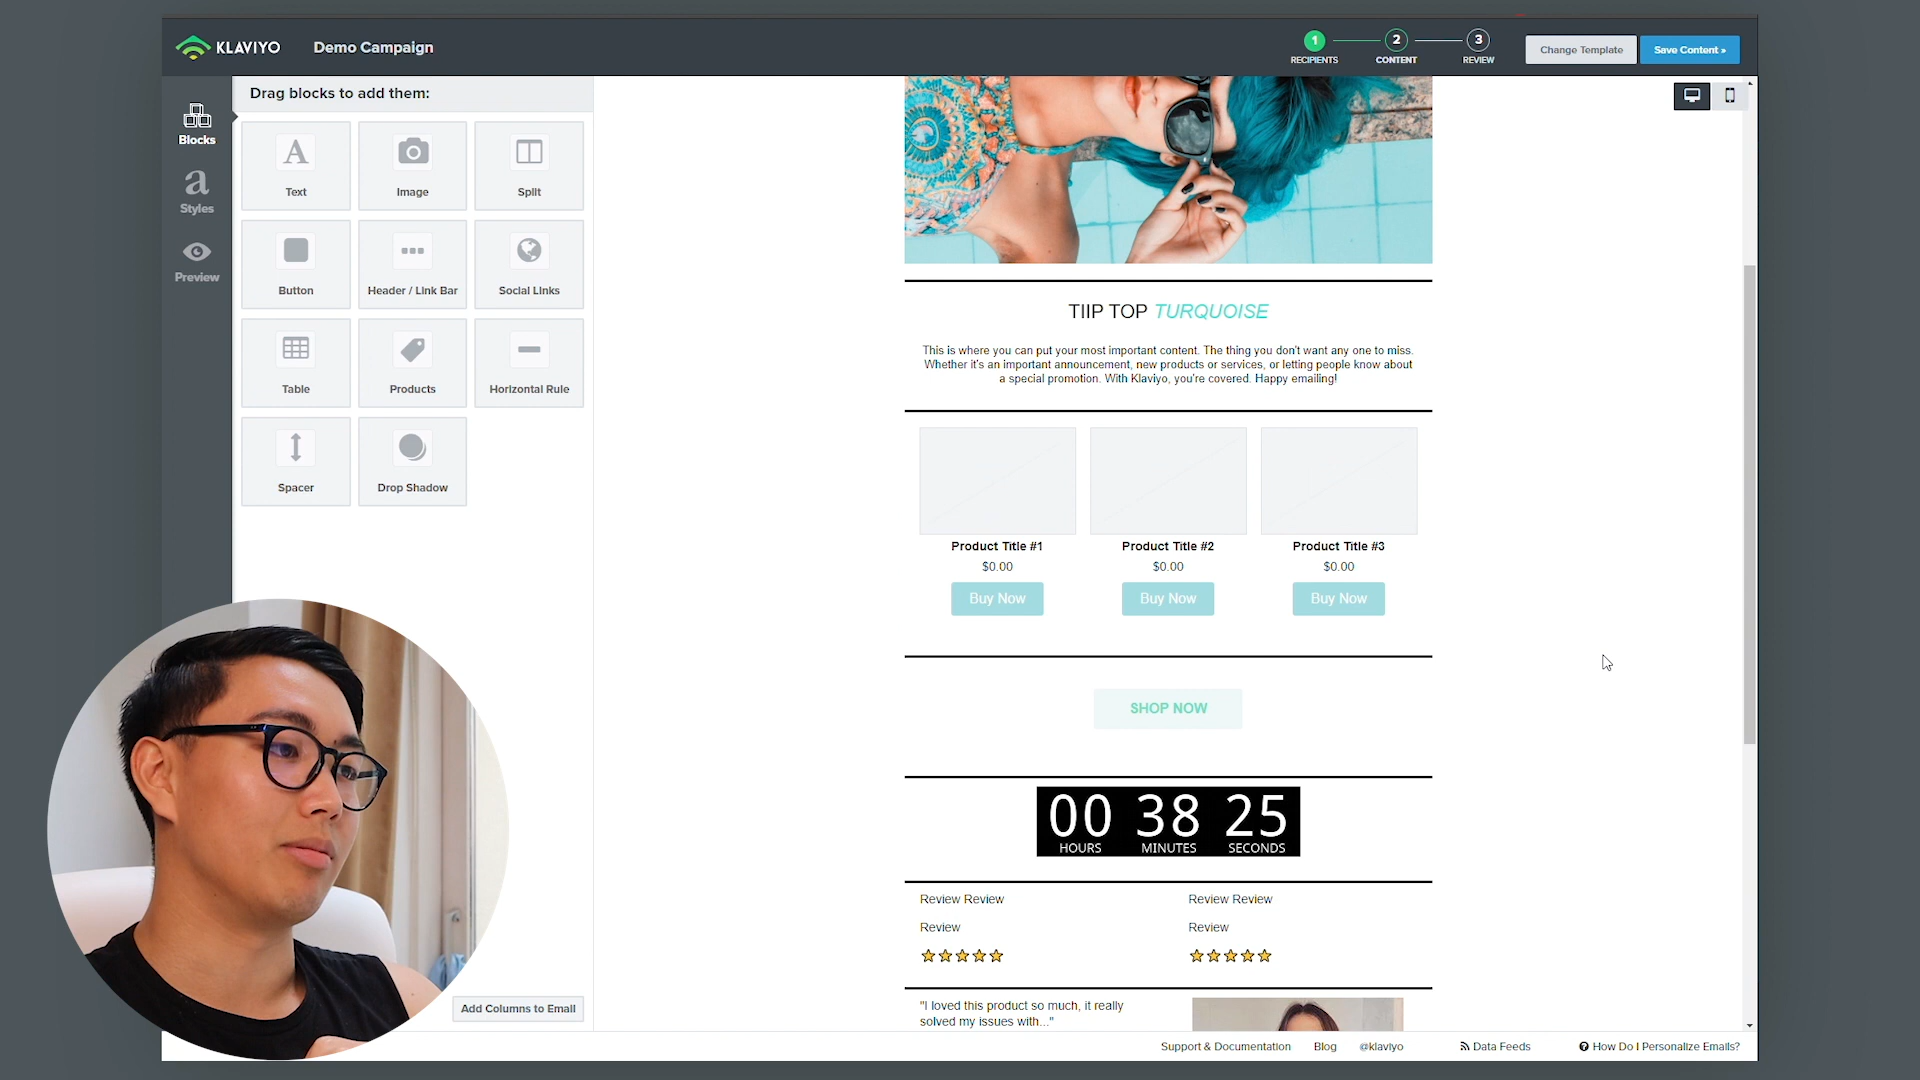 KLAVIYO
Demo Campaign
1
RECIPIENTS
2
CONTENT
3
REVIEW
Change Template
Save Content »
Drag blocks to add them:
Blocks
Styles
Preview
Text
Image
Split
Button
Header / Link Bar
Social Links
Table
Products
Horizontal Rule
Spacer
Drop Shadow
Add Columns to Email
TIIP TOP TURQUOISE
This is where you can put your most important content. The thing you don't want any one to miss.
Whether it's an important announcement, new products or services, or letting people know about
a special promotion. With Klaviyo, you're covered. Happy emailing!
Product Title #1
$0.00
Buy Now
Product Title #2
$0.00
Buy Now
Product Title #3
$0.00
Buy Now
SHOP NOW
00 38 25
HOURS MINUTES SECONDS
Review Review
Review
Review Review
Review
"I loved this product so much, it really
solved my issues with..."
Support & Documentation
Blog
@klaviyo
Data Feeds
How Do I Personalize Emails?